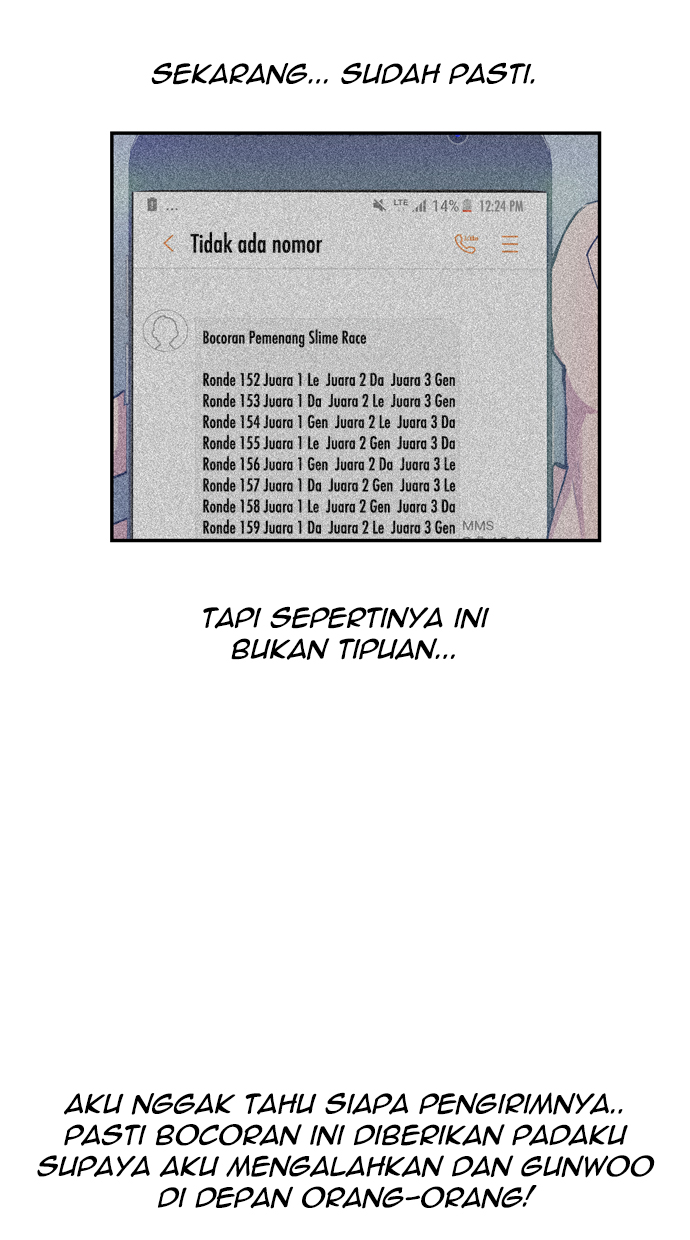 SEKARANG... SUDAH PASTI.
... LTE 14% 12:24 PM
Tidak ada nomor
Bocoran Pemenang Slime Race
Ronde 152 Juara 1 Le Juara 2 Da Juara 3 Gen
Ronde 153 Juara 1 Da Juara 2 Le Juara 3 Gen
Ronde 154 Juara 1 Gen Juara 2 Le Juara 3 Da
Ronde 155 Juara 1 Le Juara 2 Gen Juara 3 Da
Ronde 156 Juara 1 Gen Juara 2 Da Juara 3 Le
Ronde 157 Juara 1 Da Juara 2 Gen Juara 3 Le
Ronde 158 Juara 1 Le Juara 2 Gen Juara 3 Da
Ronde 159 Juara 1 Da Juara 2 Le Juara 3 Gen MMS
TAPI SEPERTINYA INI
BUKAN TIPUAN...
AKU NGGAK TAHU SIAPA PENGIRIMNYA..
PASTI BOCORAN INI DIBERIKAN PADAKU
SUPAYA AKU MENGALAHKAN DAN GUNWOO
DI DEPAN ORANG-ORANG!